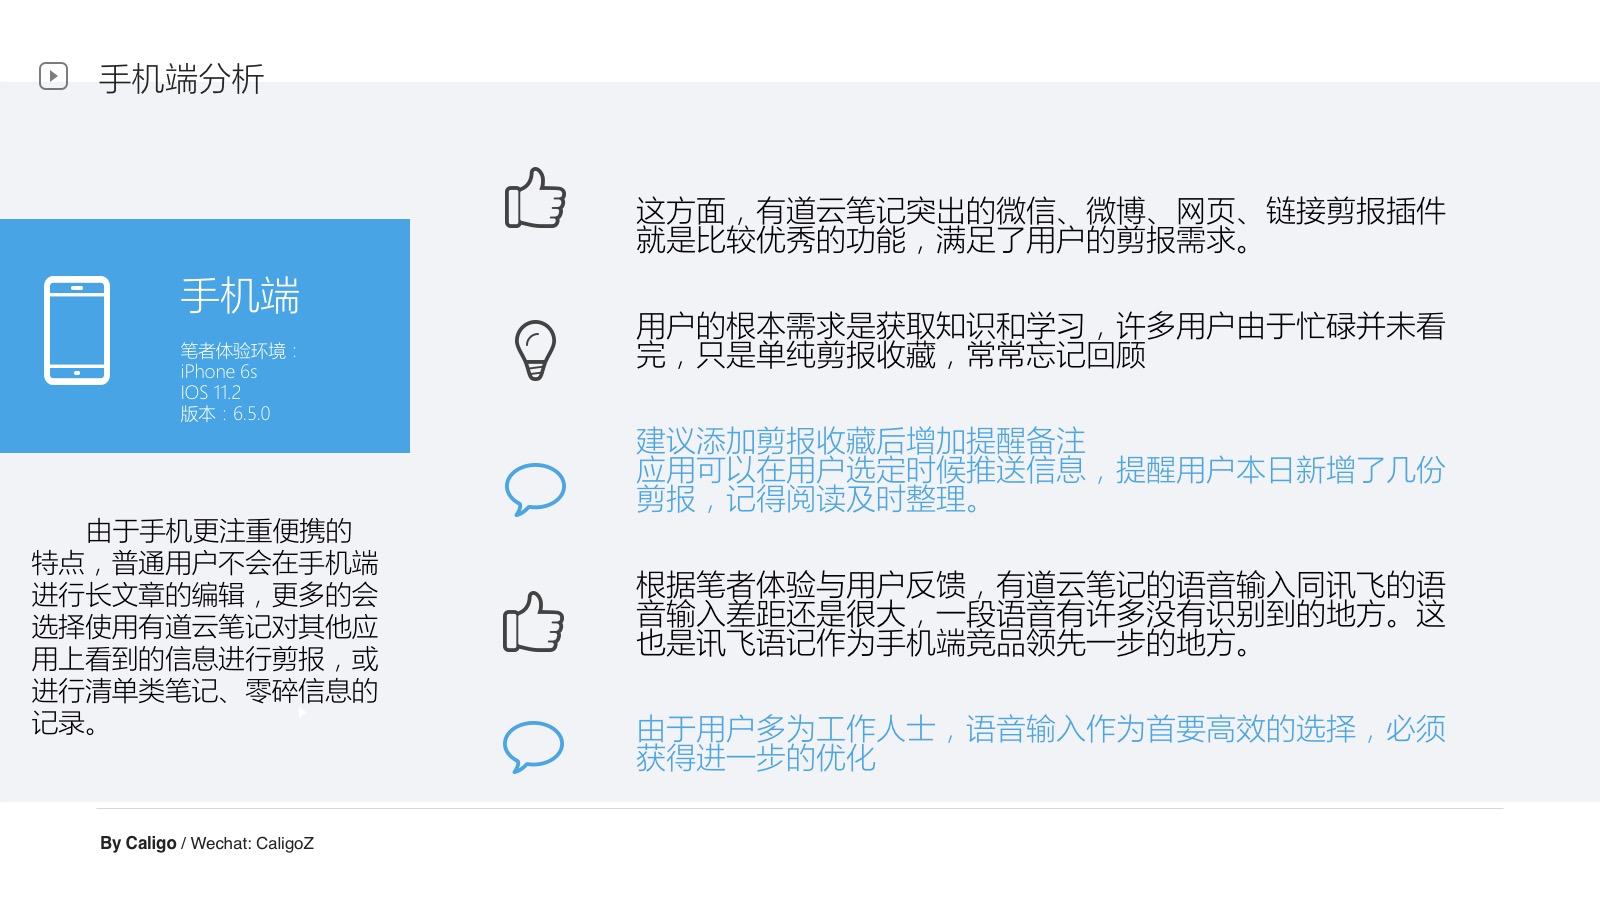 手机端分析
手机端
笔者体验环境：
iPhone 6s
IOS 11.2
版本：6.5.0
由于手机更注重便携的
特点，普通用户不会在手机端
进行长文章的编辑，更多的会
选择使用有道云笔记对其他应
用上看到的信息进行剪报，或
进行清单类笔记、零碎信息的
记录。
这方面，有道云笔记突出的微信、微博、网页、链接剪报插件
就是比较优秀的功能，满足了用户的剪报需求。
用户的根本需求是获取知识和学习，许多用户由于忙碌并未看
完，只是单纯剪报收藏，常常忘记回顾
建议添加剪报收藏后增加提醒备注
应用可以在用户选定时候推送信息，提醒用户本日新增了几份
剪报，记得阅读及时整理。
根据笔者体验与用户反馈，有道云笔记的语音输入同讯飞的语
音输入差距还是很大，一段语音有许多没有识别到的地方。这
也是讯飞语记作为手机端竞品领先一步的地方。
由于用户多为工作人士，语音输入作为首要高效的选择，必须
获得进一步的优化
By Caligo / Wechat: CaligoZ